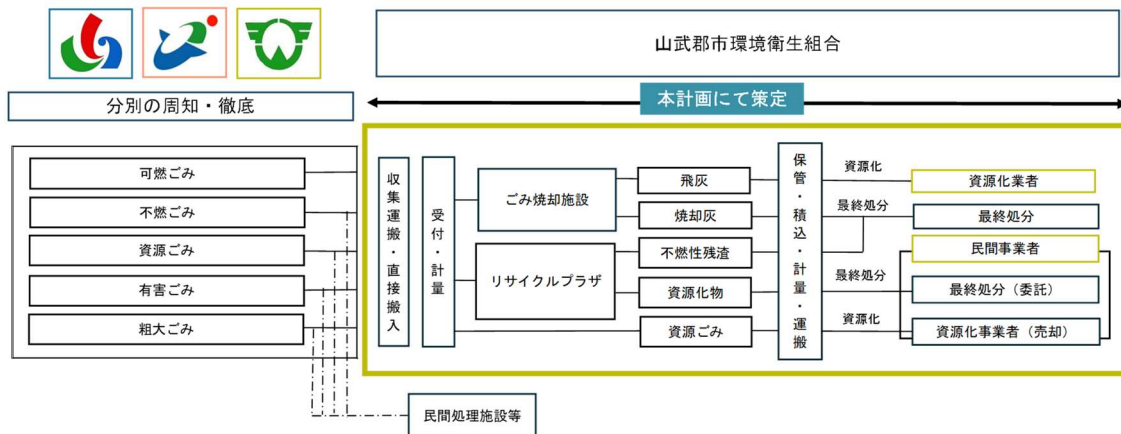 山武郡市環境衛生組合
分別の周知・徹底
本計画にて策定
可燃ごみ
不燃ごみ
資源ごみ
有害ごみ
粗大ごみ
収集運搬・直接搬入
受付・計量
ごみ焼却施設
リサイクルプラザ
飛灰
焼却灰
不燃性残渣
資源化物
資源ごみ
保管・積込・計量・運搬
資源化
最終処分
最終処分
資源化
資源化業者
最終処分
民間事業者
最終処分（委託）
資源化事業者（売却）
民間処理施設等